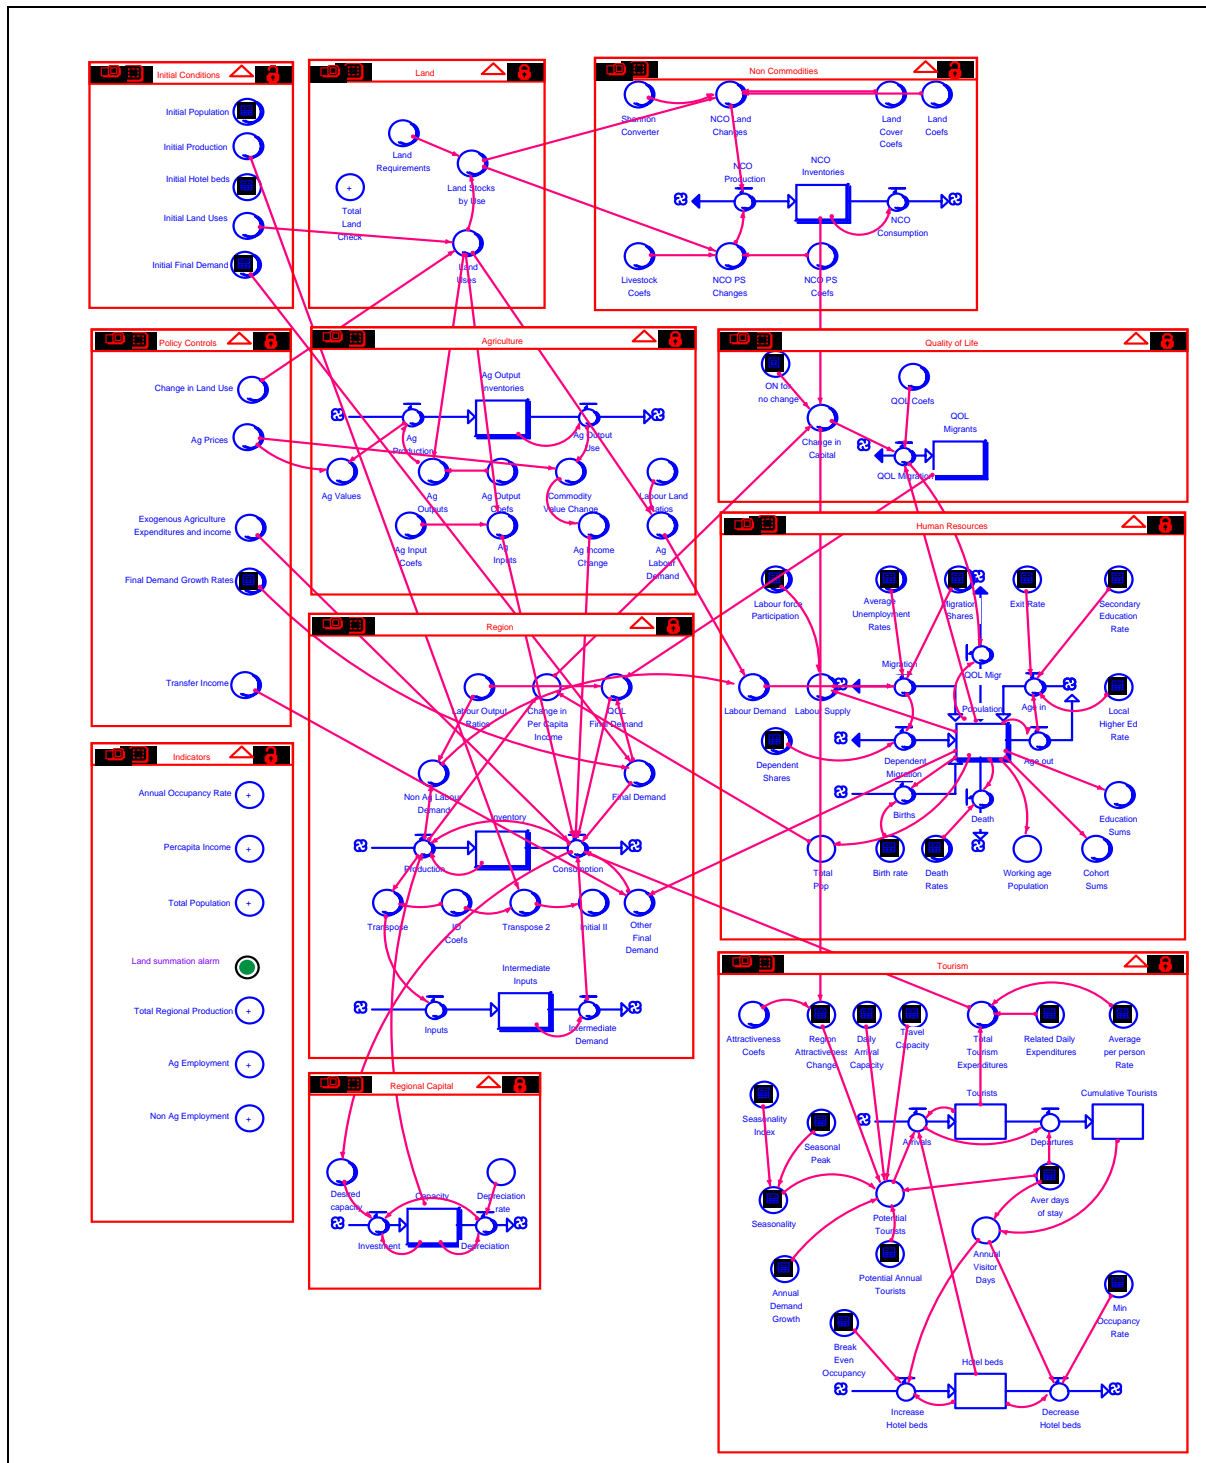 Initial Conditions
Initial Population
Initial Production
Initial Hotel beds
Initial Land Uses
Initial Final Demand
Land
Land
Requirements
Land Stocks
by Use
Total
Land
Check
Land
Uses
Non Commodities
Shannon
Converter
NCO Land
Changes
Land
Cover
Coefs
Land
Coefs
NCO
Production
NCO
Inventories
NCO
Consumption
Livestock
Coefs
NCO PS
Changes
NCO PS
Coefs
Policy Controls
Change in Land Use
Ag Prices
Exogenous Agriculture
Expenditures and income
Final Demand Growth Rates
Transfer Income
Agriculture
Ag Output
Inventories
Ag
Production
Ag Output
Use
Ag Values
Ag
Outputs
Ag Output
Coefs
Commodity
Value Change
Labour Land
Ratios
Ag Input
Coefs
Ag
Inputs
Ag Income
Change
Ag
Labour
Demand
Quality of Life
ON for
no change
QOL Coefs
Change in
Capital
QOL
Migrants
QOL Migration
Human Resources
Labour force
Participation
Average
Unemployment
Rates
Migration
Shares
Exit Rate
Secondary
Education
Rate
Migration
QOL Migr
Labour Demand
Labour Supply
Population
Age in
Local
Higher Ed
Rate
Dependent
Shares
Dependent
Migration
Age out
Births
Death
Education
Sums
Total
Pop
Birth rate
Death
Rates
Working age
Population
Cohort
Sums
Region
Labour Output
Ratios
Change in
Per Capita
Income
QOL
Final Demand
Non Ag Labour
Demand
Final Demand
Inventory
Production
Consumption
Transpose
IO
Coefs
Transpose 2
Initial II
Other
Final
Demand
Intermediate
Inputs
Inputs
Intermediate
Demand
Indicators
Annual Occupancy Rate
Percapita Income
Total Population
Land summation alarm
Total Regional Production
Ag Employment
Non Ag Employment
Regional Capital
Desired
capacity
Capacity
Depreciation
rate
Investment
Depreciation
Tourism
Attractiveness
Coefs
Region
Attractiveness
Change
Daily
Arrival
Capacity
Travel
Capacity
Total
Tourism
Expenditures
Related Daily
Expenditures
Average
per person
Rate
Seasonality
Index
Seasonal
Peak
Tourists
Cumulative Tourists
Arrivals
Departures
Seasonality
Potential
Tourists
Aver days
of stay
Annual
Visitor
Days
Annual
Demand
Growth
Potential Annual
Tourists
Min
Occupancy
Rate
Break
Even
Occupancy
Hotel beds
Increase
Hotel beds
Decrease
Hotel beds